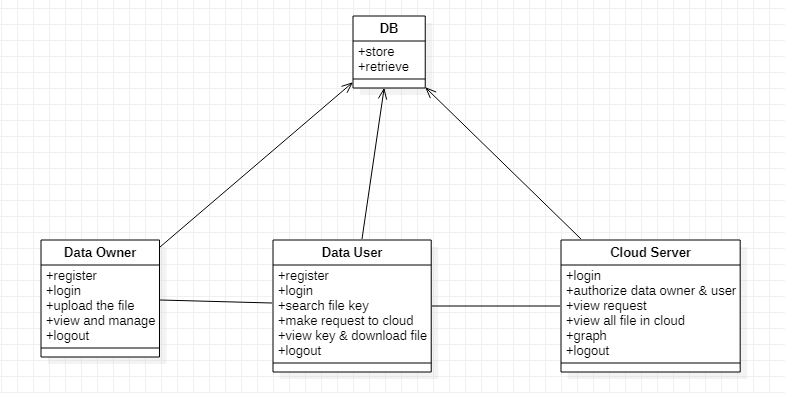 DB
+store
+retrieve
Data Owner
+register
+login
+upload the file
+view and manage
+logout
Data User
+register
+login
+search file key
+make request to cloud
+view key & download file
+logout
Cloud Server
+login
+authorize data owner & user
+view request
+view all file in cloud
+graph
+logout